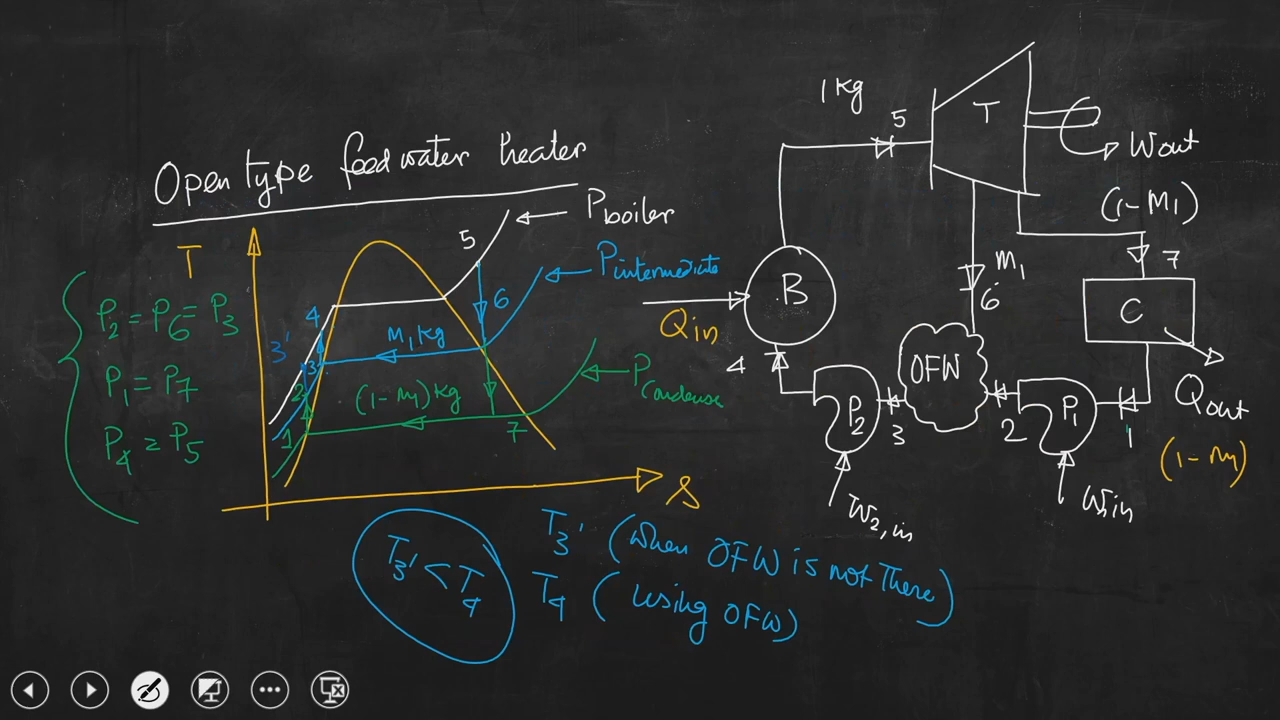 Open type feed water heater
T
P2 = P6 = P3
P1 = P7
P4 = P5
5
Pboiler
Pintermediate
6
4
3'
3
2
1
M1 kg
(1-M1) kg
PCondenser
7
S
T3' < T4
T3' (when OFW is not there)
T4 (using OFW)
1 kg
5
T
Wout
(1-M1)
7
M1
6
B
C
Qin
Qout
(1-M1)
4
OFW
P2
3
2
P1
1
W2, in
W1in